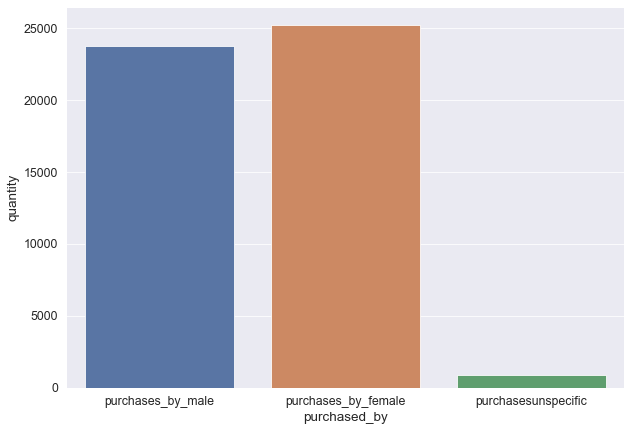 25000
20000
15000
10000
5000
0
quantity
purchases_by_male purchases_by_female purchasesunspecific
purchased_by